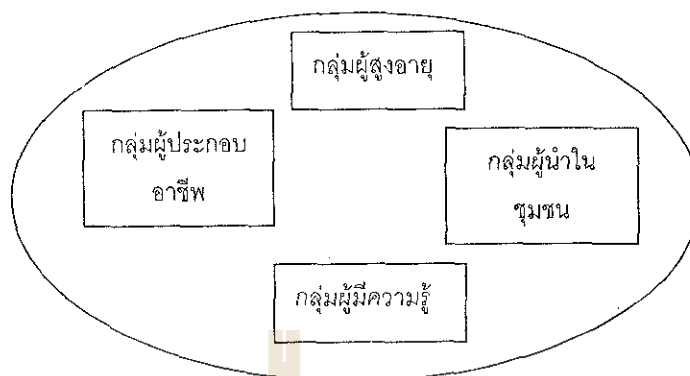 กลุ่มผู้สูงอายุ
กลุ่มผู้ประกอบ
อาชีพ
กลุ่มผู้นำใน
ชุมชน
กลุ่มผู้มีความรู้